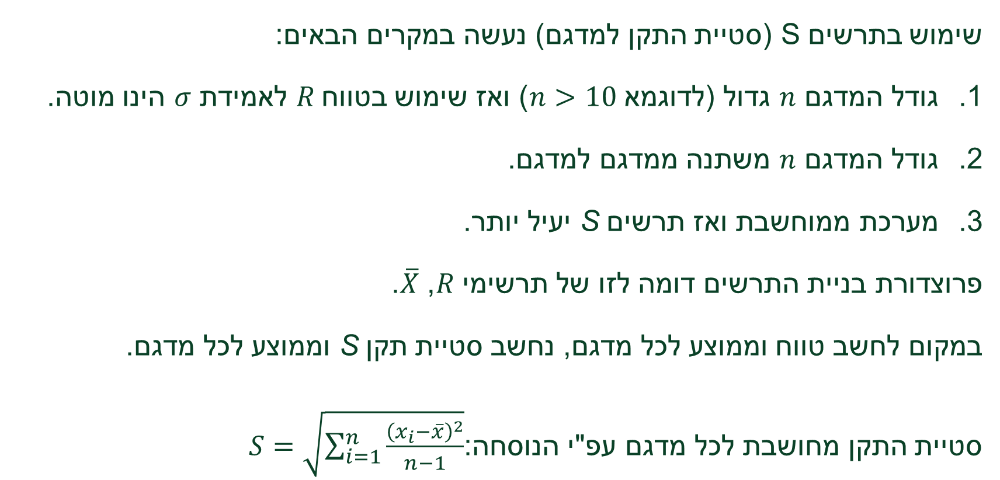 שימוש בתרשים S (סטיית התקן למדגם) נעשה במקרים הבאים:
1. גודל המדגם n גדול (לדוגמא n > 10) ואז שימוש בטווח R לאמידת σ הינו מוטה.
2. גודל המדגם n משתנה ממדגם למדגם.
3. מערכת ממוחשבת ואז תרשים S יעיל יותר.
פרוצדורת בניית התרשים דומה לזו של תרשימי R, X̄.
במקום לחשב טווח וממוצע לכל מדגם, נחשב סטיית תקן S וממוצע לכל מדגם.
סטיית התקן מחושבת לכל מדגם עפ"י הנוסחה: $S = \sqrt{\sum_{i=1}^{n} \frac{(x_i - \bar{x})^2}{n-1}}$